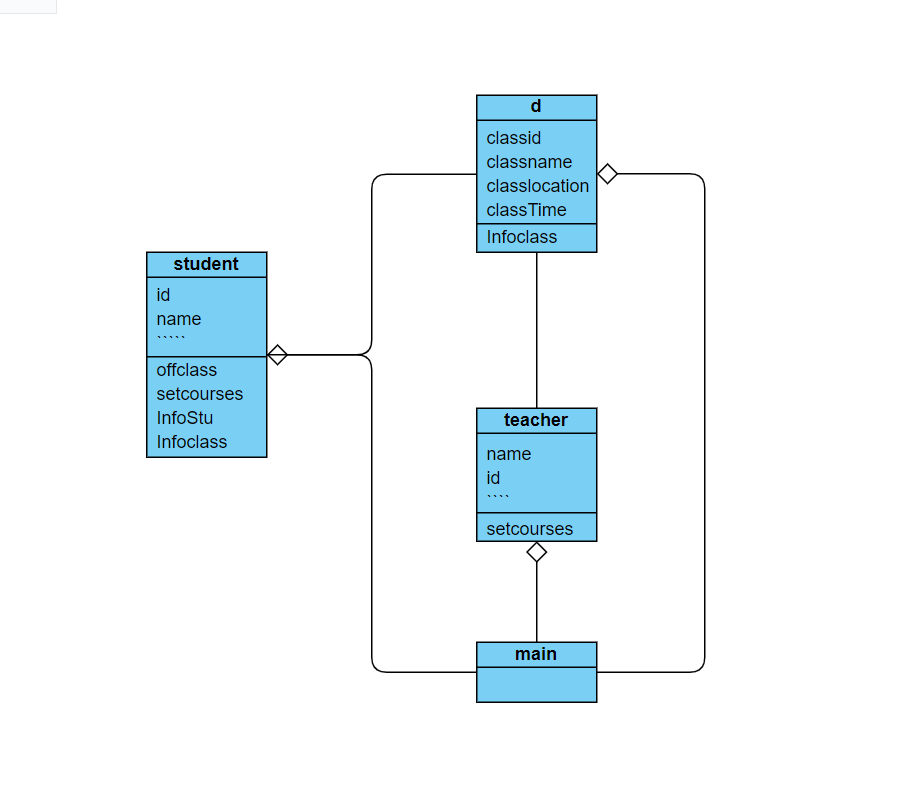 d
classid
classname
classlocation
classTime
Infoclass
student
id
name
`````
offclass
setcourses
InfoStu
Infoclass
teacher
name
id
````
setcourses
main